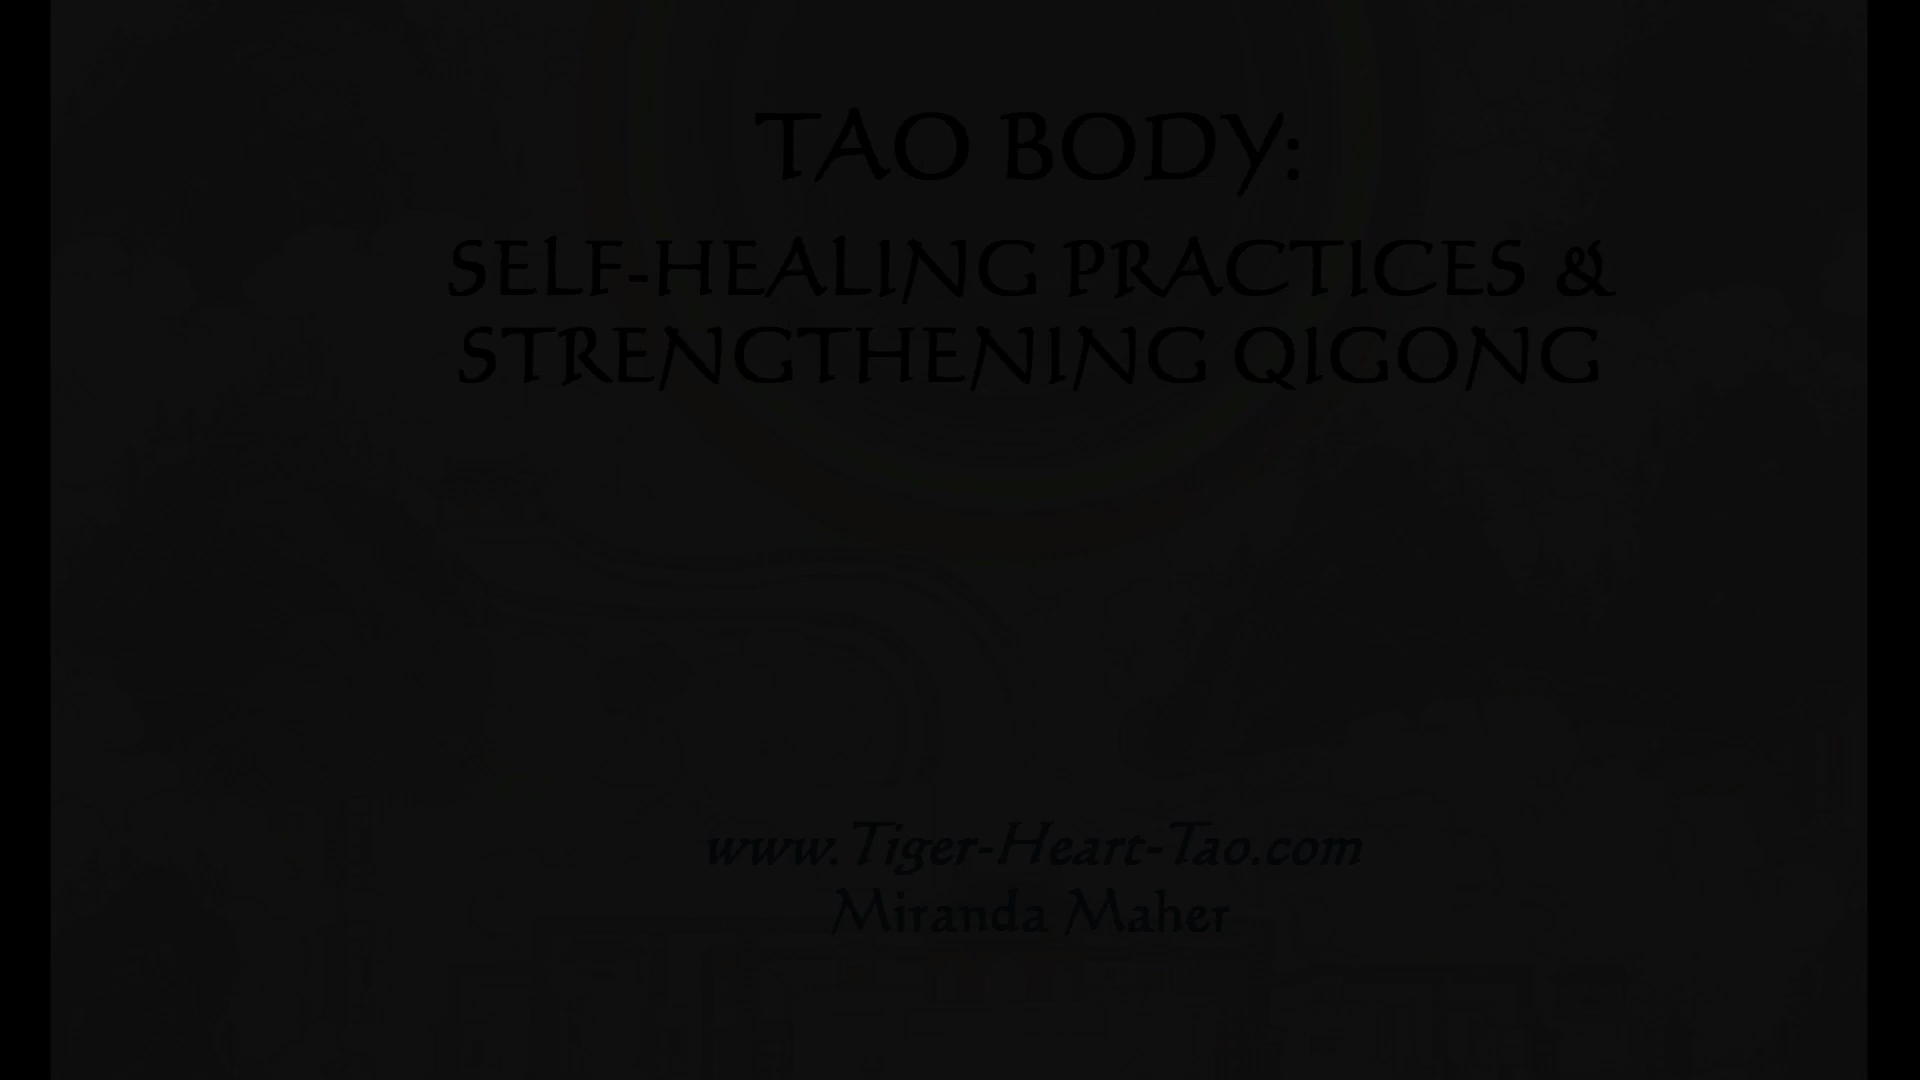 TAO BODY:
SELF-HEALING PRACTICES &
STRENGTHENING QIGONG
www.Tiger-Heart-Tao.com
Miranda Maher